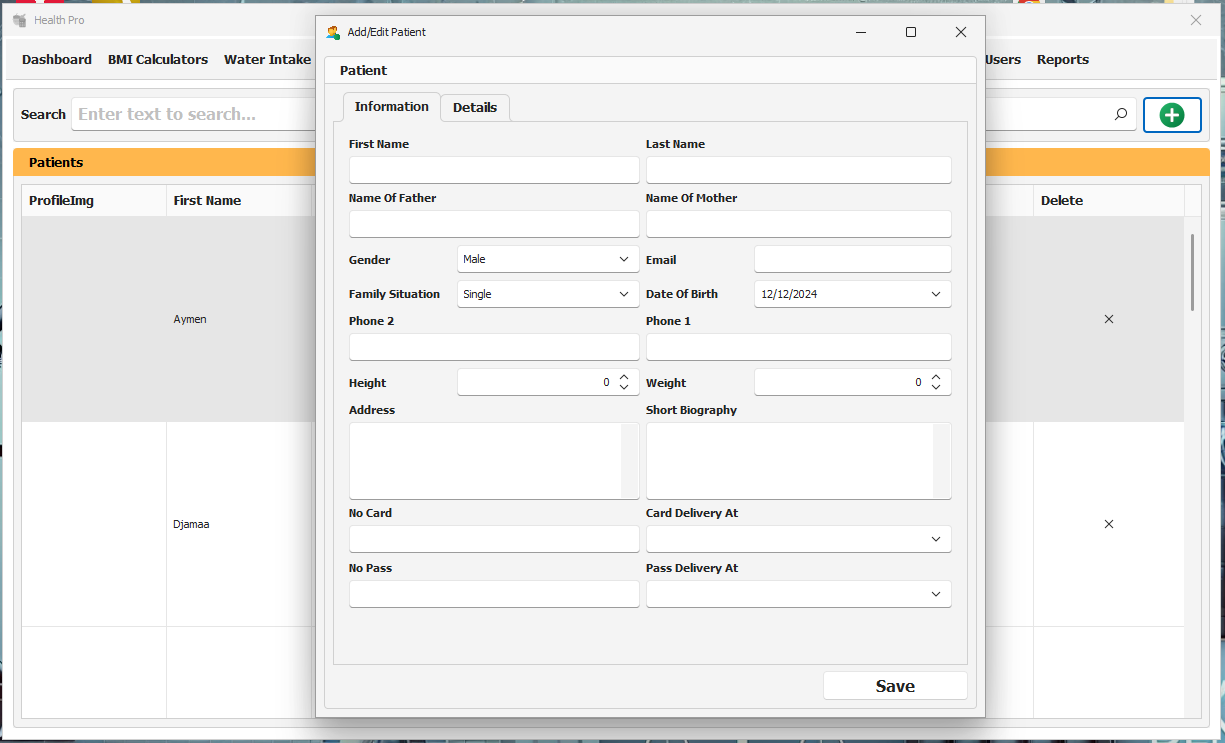 Health Pro
Add/Edit Patient
Dashboard BMI Calculators Water Intake
Users Reports
Patient
Information Details
Search Enter text to search...
Patients
ProfileImg First Name
Delete
Aymen
Djamaa
First Name Last Name
Name Of Father Name Of Mother
Gender Male Email
Family Situation Single Date Of Birth 12/12/2024
Phone 2 Phone 1
Height 0 Weight 0
Address Short Biography
No Card Card Delivery At
No Pass Pass Delivery At
Save